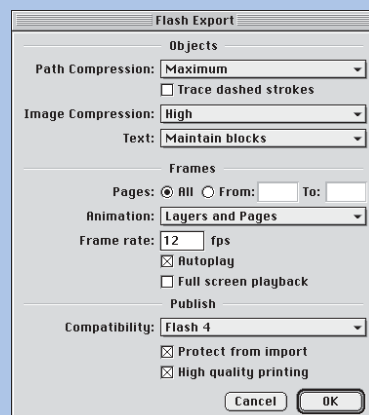 Flash Export
Objects
Path Compression: Maximum
Trace dashed strokes
Image Compression: High
Text: Maintain blocks
Frames
Pages: All From: To:
Animation: Layers and Pages
Frame rate: 12 fps
Autoplay
Full screen playback
Publish
Compatibility: Flash 4
Protect from import
High quality printing
Cancel OK